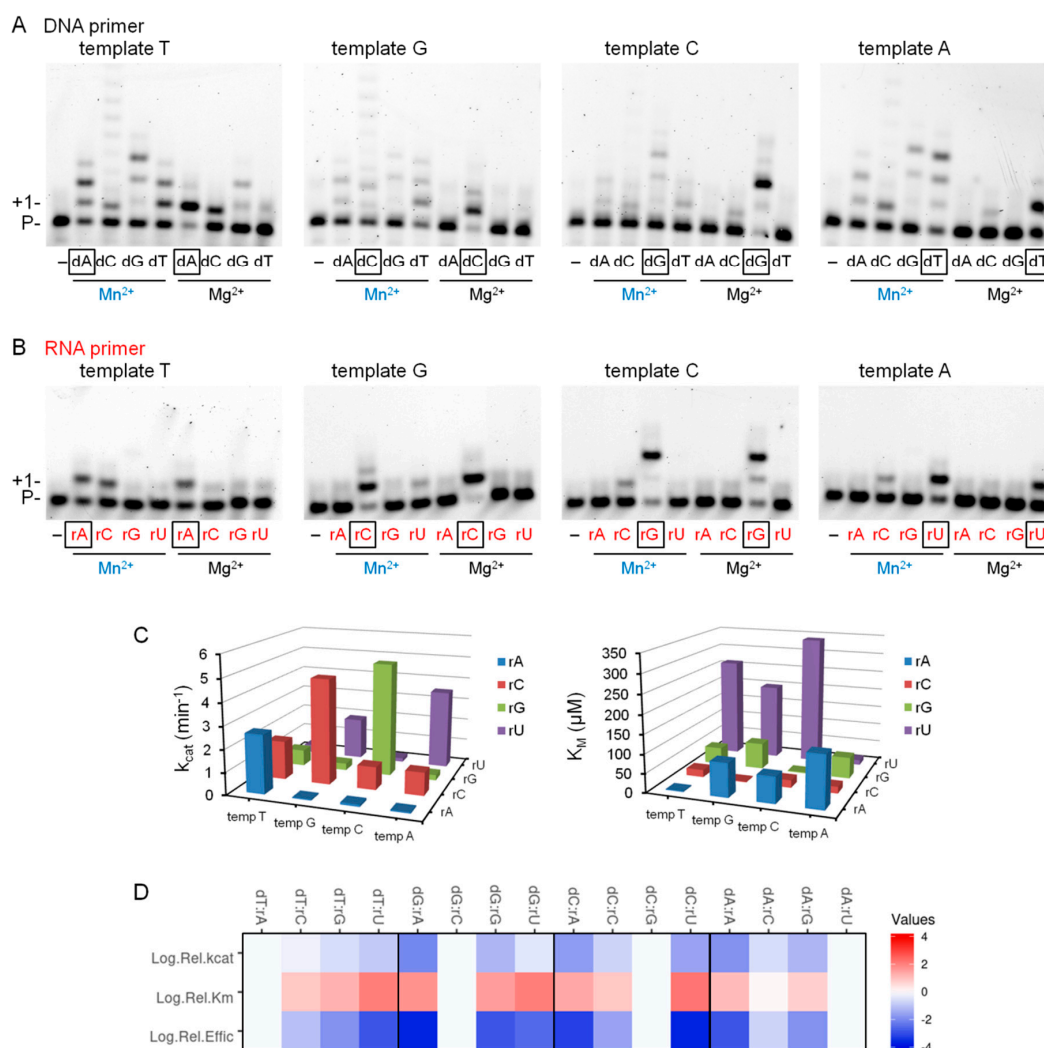 A DNA primer
template T template G template C template A
+1-
P-
– dA dC dG dT dA dC dG dT dA dC dG dT dA dC dG dT – dA dC dG dT dA dC dG dT – dA dC dG dT dA dC dG dT
Mn²⁺ Mg²⁺ Mn²⁺ Mg²⁺ Mn²⁺ Mg²⁺ Mn²⁺ Mg²⁺
B RNA primer
template T template G template C template A
+1-
P-
– rA rC rG rU rA rC rG rU – rA rC rG rU rA rC rG rU – rA rC rG rU rA rC rG rU – rA rC rG rU rA rC rG rU
Mn²⁺ Mg²⁺ Mn²⁺ Mg²⁺ Mn²⁺ Mg²⁺ Mn²⁺ Mg²⁺
C
kcat (min⁻¹)
6
5
4
3
2
1
0
temp T temp G temp C temp A
rA
rC
rG
rU
rA
rC
rG
rU
KM (µM)
350
300
250
200
150
100
50
0
temp T temp G temp C temp A
rA
rC
rG
rU
rA
rC
rG
rU
D
dT:rA dT:rC dT:rG dT:rU dG:rA dG:rC dG:rG dG:rU dC:rA dC:rC dC:rG dC:rU dA:rA dA:rC dA:rG dA:rU
Log.Rel.kcat
Log.Rel.Km
Log.Rel.Effic
Values
4
2
0
-2
-4